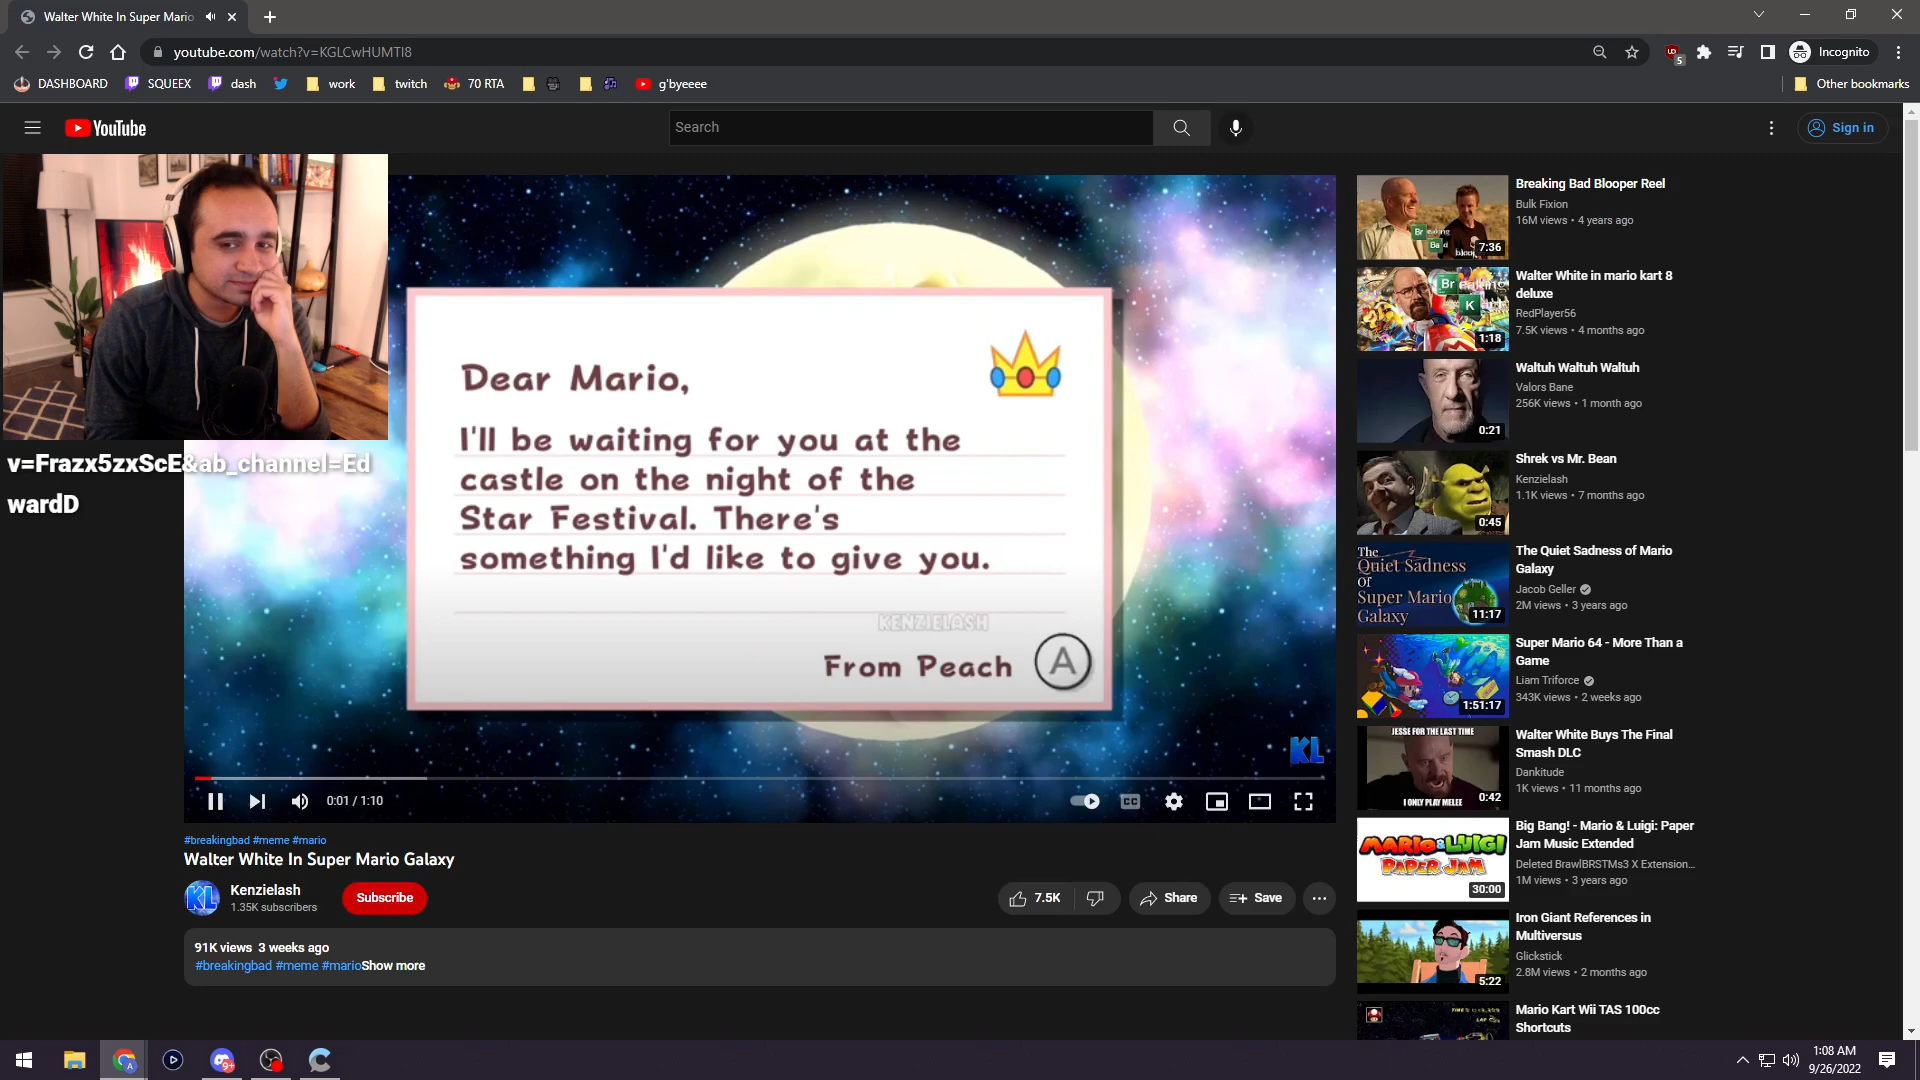 Walter White In Super Mario
youtube.com/watch?v=KGLCwHUMTI8
5
Incognito
DASHBOARD
SQUEEX
dash
work
twitch
70 RTA
g'byeeee
Other bookmarks
YouTube
Search
Sign in
v=Frazx5zxScE&ab_channel=Ed
wardD
Dear Mario,
I'll be waiting for you at the
castle on the night of the
Star Festival. There's
something I'd like to give you.
KENZIELASH
From Peach
A
KL
0:01 / 1:10
CC
#breakingbad #meme #mario
Walter White In Super Mario Galaxy
KL
Kenzielash
1.35K subscribers
Subscribe
7.5K
Share
Save
91K views 3 weeks ago
#breakingbad #meme #mario Show more
7:36
Breaking Bad Blooper Reel
Bulk Fixion
16M views • 4 years ago
1:18
Walter White in mario kart 8
deluxe
RedPlayer56
7.5K views • 4 months ago
0:21
Waltuh Waltuh Waltuh
Valors Bane
256K views • 1 month ago
0:45
Shrek vs Mr. Bean
Kenzielash
1.1K views • 7 months ago
The
Quiet Sadness
Of
Super Mario
Galaxy
11:17
The Quiet Sadness of Mario
Galaxy
Jacob Geller
2M views • 3 years ago
1:51:17
Super Mario 64 - More Than a
Game
Liam Triforce
343K views • 2 weeks ago
JESSE FOR THE LAST TIME
I ONLY PLAY MELEE
0:42
Walter White Buys The Final
Smash DLC
Dankitude
1K views • 11 months ago
MARIO & LUIGI
PAPER JAM
30:00
Big Bang! - Mario & Luigi: Paper
Jam Music Extended
Deleted BrawlBRSTMs3 X Extension...
1M views • 3 years ago
5:22
Iron Giant References in
Multiversus
Glickstick
2.8M views • 2 months ago
Mario Kart Wii TAS 100cc
Shortcuts
A
9+
1:08 AM
9/26/2022